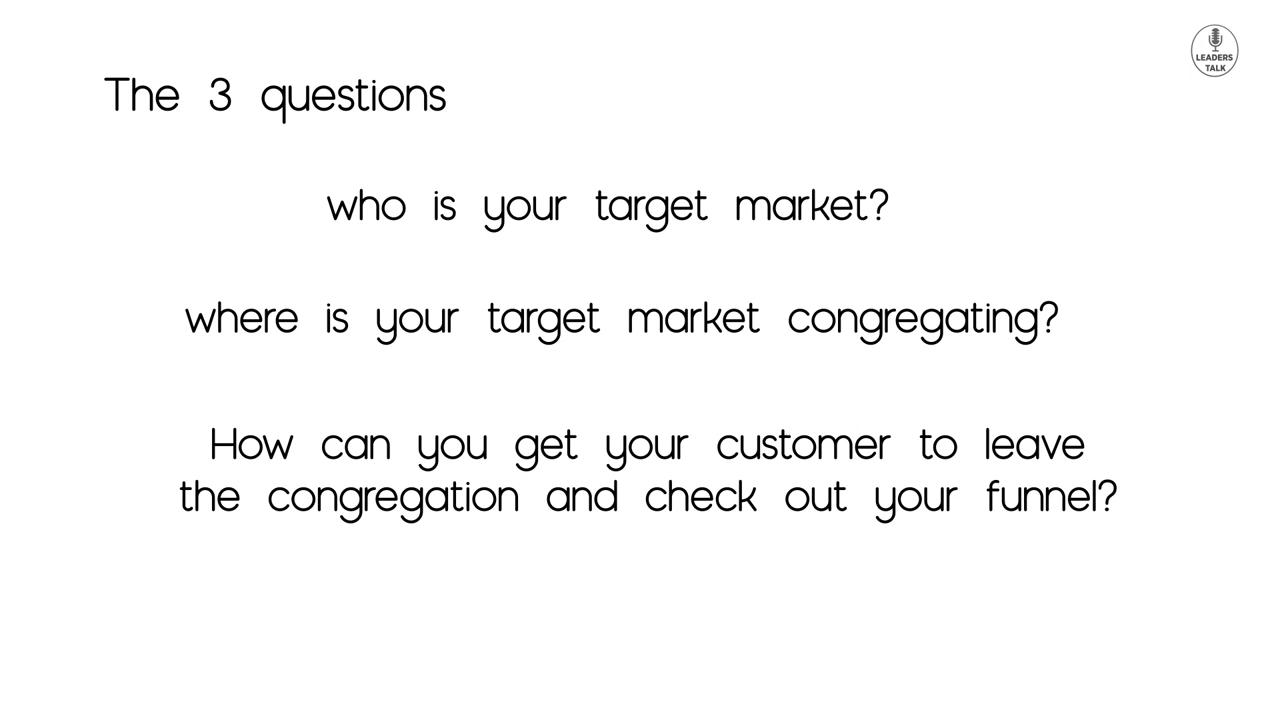 LEADERS
TALK
The 3 questions
who is your target market?
where is your target market congregating?
How can you get your customer to leave
the congregation and check out your funnel?